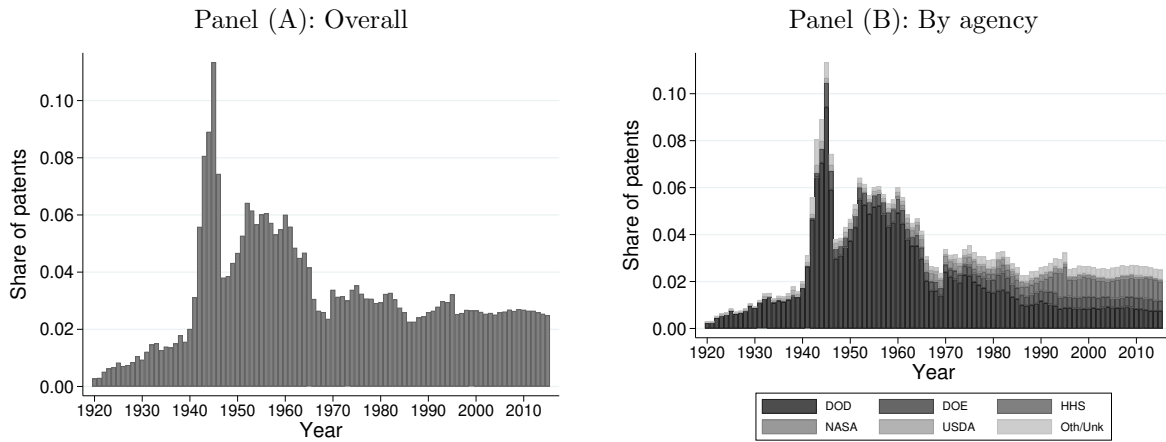 Panel (A): Overall
Share of patents
0.10
0.08
0.06
0.04
0.02
0.00
1920 1930 1940 1950 1960 1970 1980 1990 2000 2010
Year
Panel (B): By agency
Share of patents
0.10
0.08
0.06
0.04
0.02
0.00
1920 1930 1940 1950 1960 1970 1980 1990 2000 2010
Year
DOD DOE HHS
NASA USDA Oth/Unk